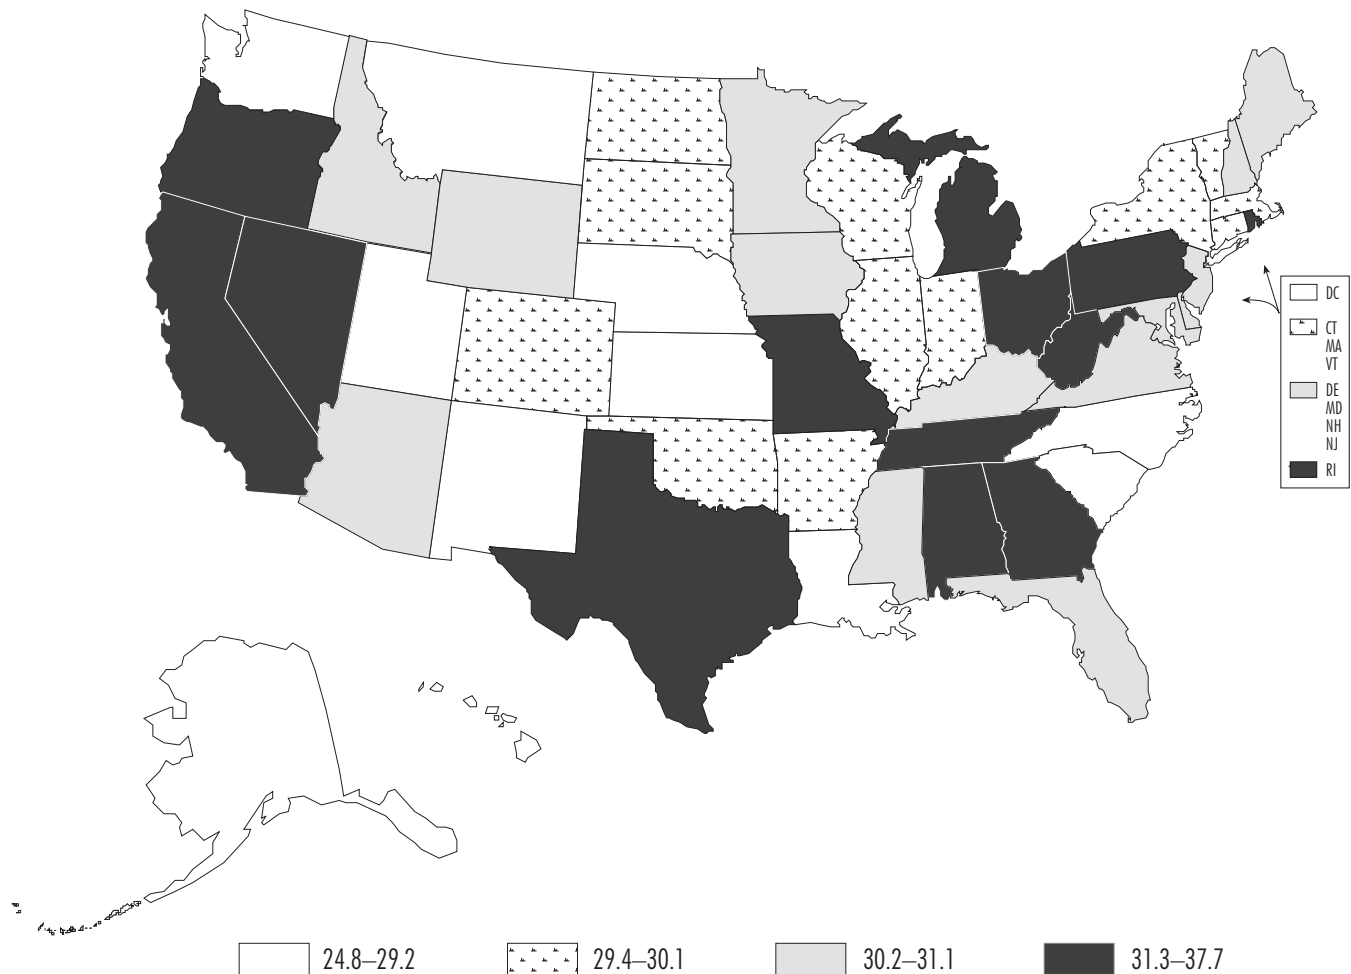 DC
CT
MA
VT
DE
MD
NH
NJ
RI
24.8–29.2 29.4–30.1 30.2–31.1 31.3–37.7